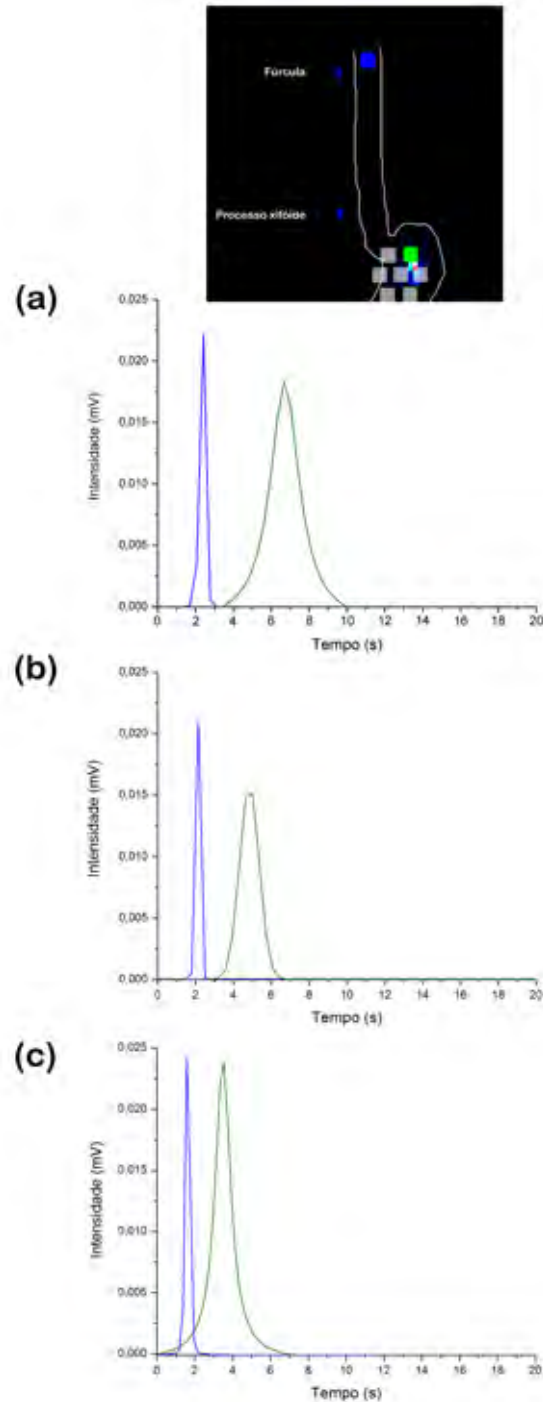 Fúrcula
Processo xifóide
(a)
0,025
0,020
0,015
0,010
0,005
0,000
Intensidade (mV)
0 2 4 6 8 10 12 14 16 18 20
Tempo (s)
(b)
0,025
0,020
0,015
0,010
0,005
0,000
Intensidade (mV)
0 2 4 6 8 10 12 14 16 18 20
Tempo (s)
(c)
0,025
0,020
0,015
0,010
0,005
0,000
Intensidade (mV)
0 2 4 6 8 10 12 14 16 18 20
Tempo (s)